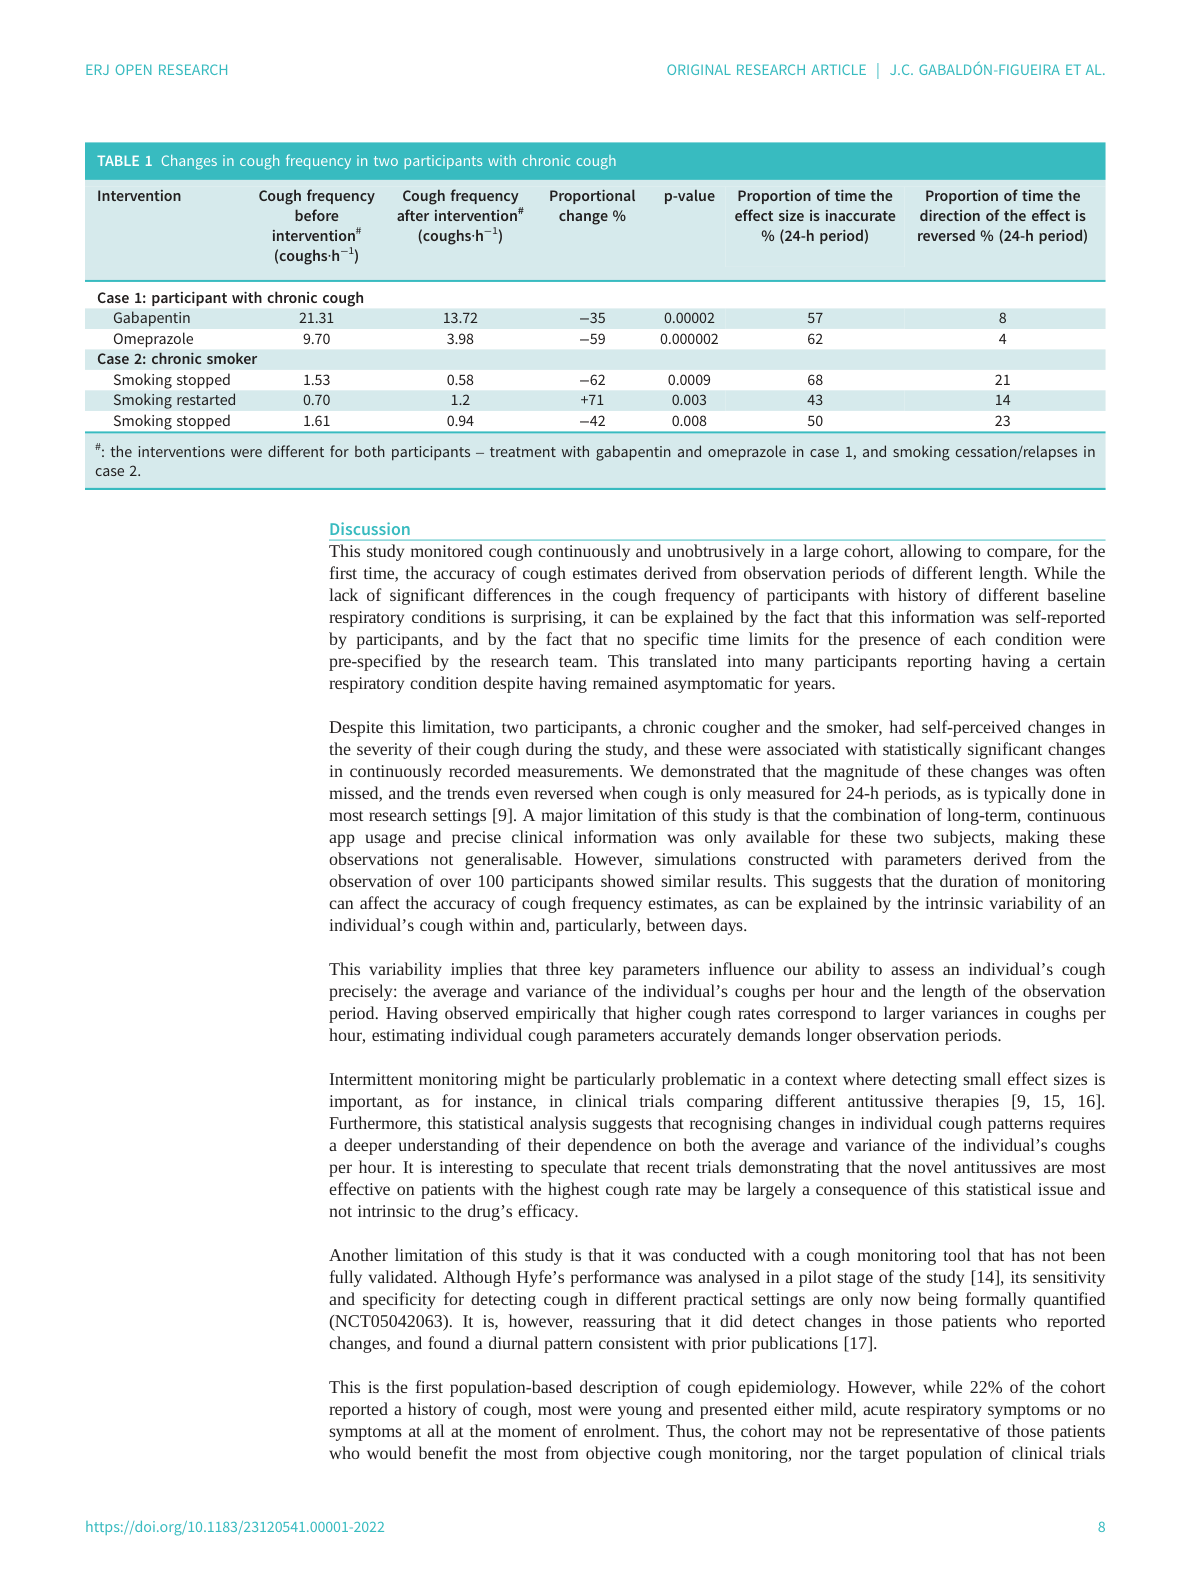 ERJ OPEN RESEARCH
ORIGINAL RESEARCH ARTICLE | J.C. GABALDÓN-FIGUEIRA ET AL.
TABLE 1 Changes in cough frequency in two participants with chronic cough
Intervention Cough frequency before intervention# (coughs·h−1) Cough frequency after intervention# (coughs·h−1) Proportional change % p-value Proportion of time the effect size is inaccurate % (24-h period) Proportion of time the direction of the effect is reversed % (24-h period)
Case 1: participant with chronic cough
Gabapentin 21.31 13.72 −35 0.00002 57 8
Omeprazole 9.70 3.98 −59 0.000002 62 4
Case 2: chronic smoker
Smoking stopped 1.53 0.58 −62 0.0009 68 21
Smoking restarted 0.70 1.2 +71 0.003 43 14
Smoking stopped 1.61 0.94 −42 0.008 50 23
#: the interventions were different for both participants – treatment with gabapentin and omeprazole in case 1, and smoking cessation/relapses in
case 2.
Discussion
This study monitored cough continuously and unobtrusively in a large cohort, allowing to compare, for the
first time, the accuracy of cough estimates derived from observation periods of different length. While the
lack of significant differences in the cough frequency of participants with history of different baseline
respiratory conditions is surprising, it can be explained by the fact that this information was self-reported
by participants, and by the fact that no specific time limits for the presence of each condition were
pre-specified by the research team. This translated into many participants reporting having a certain
respiratory condition despite having remained asymptomatic for years.
Despite this limitation, two participants, a chronic cougher and the smoker, had self-perceived changes in
the severity of their cough during the study, and these were associated with statistically significant changes
in continuously recorded measurements. We demonstrated that the magnitude of these changes was often
missed, and the trends even reversed when cough is only measured for 24-h periods, as is typically done in
most research settings [9]. A major limitation of this study is that the combination of long-term, continuous
app usage and precise clinical information was only available for these two subjects, making these
observations not generalisable. However, simulations constructed with parameters derived from the
observation of over 100 participants showed similar results. This suggests that the duration of monitoring
can affect the accuracy of cough frequency estimates, as can be explained by the intrinsic variability of an
individual's cough within and, particularly, between days.
This variability implies that three key parameters influence our ability to assess an individual's cough
precisely: the average and variance of the individual's coughs per hour and the length of the observation
period. Having observed empirically that higher cough rates correspond to larger variances in coughs per
hour, estimating individual cough parameters accurately demands longer observation periods.
Intermittent monitoring might be particularly problematic in a context where detecting small effect sizes is
important, as for instance, in clinical trials comparing different antitussive therapies [9, 15, 16].
Furthermore, this statistical analysis suggests that recognising changes in individual cough patterns requires
a deeper understanding of their dependence on both the average and variance of the individual's coughs
per hour. It is interesting to speculate that recent trials demonstrating that the novel antitussives are most
effective on patients with the highest cough rate may be largely a consequence of this statistical issue and
not intrinsic to the drug's efficacy.
Another limitation of this study is that it was conducted with a cough monitoring tool that has not been
fully validated. Although Hyfe's performance was analysed in a pilot stage of the study [14], its sensitivity
and specificity for detecting cough in different practical settings are only now being formally quantified
(NCT05042063). It is, however, reassuring that it did detect changes in those patients who reported
changes, and found a diurnal pattern consistent with prior publications [17].
This is the first population-based description of cough epidemiology. However, while 22% of the cohort
reported a history of cough, most were young and presented either mild, acute respiratory symptoms or no
symptoms at all at the moment of enrolment. Thus, the cohort may not be representative of those patients
who would benefit the most from objective cough monitoring, nor the target population of clinical trials
https://doi.org/10.1183/23120541.00001-2022
8